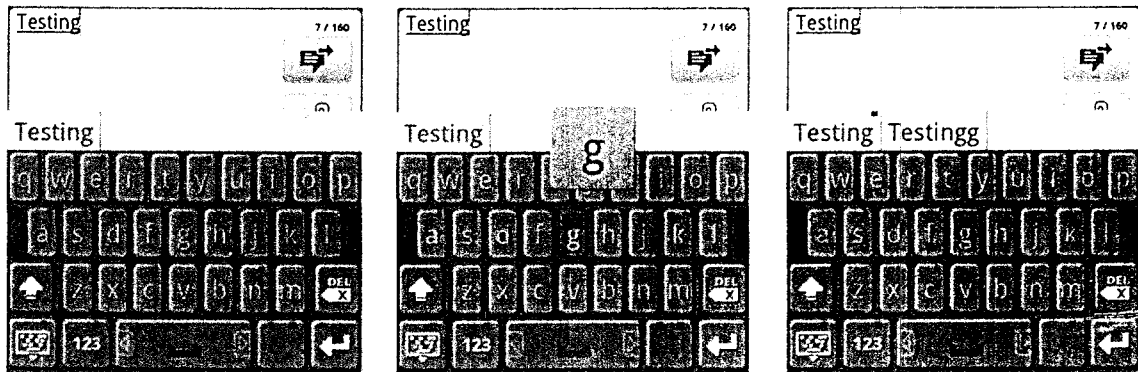 Testing
7 / 160
Testing
q w e r t y u i o p
a s d f g h j k l
z x c v b n m DEL X
123
Testing
7 / 160
Testing
g
q w e r i o p
a s d f g h j k l
z x c v b n m DEL X
123
Testing
7 / 160
Testing Testingg
q w e r t y u i o p
a s d f g h j k l
z x c v b n m DEL X
123